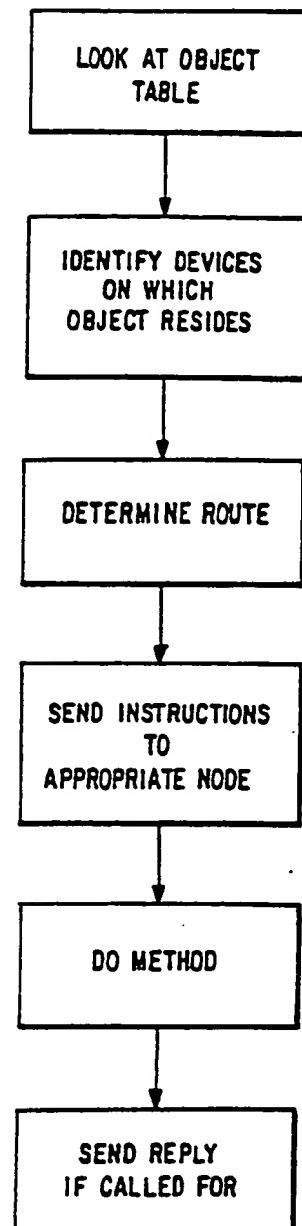 LOOK AT OBJECT
TABLE
IDENTIFY DEVICES
ON WHICH
OBJECT RESIDES
DETERMINE ROUTE
SEND INSTRUCTIONS
TO
APPROPRIATE NODE
DO METHOD
SEND REPLY
IF CALLED FOR